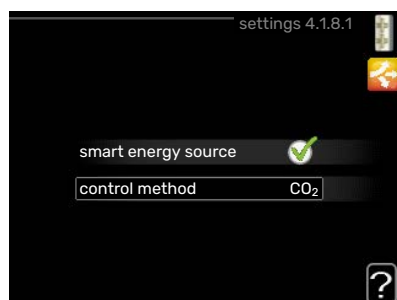 settings 4.1.8.1
smart energy source
control method CO₂
?